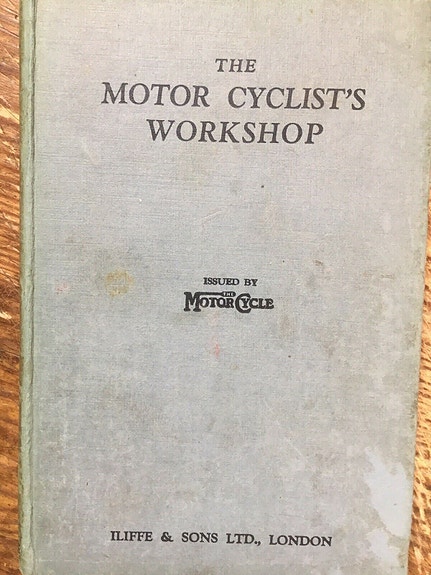 THE
MOTOR CYCLIST'S
WORKSHOP
ISSUED BY
THE
MOTOR CYCLE
ILIFFE & SONS LTD., LONDON